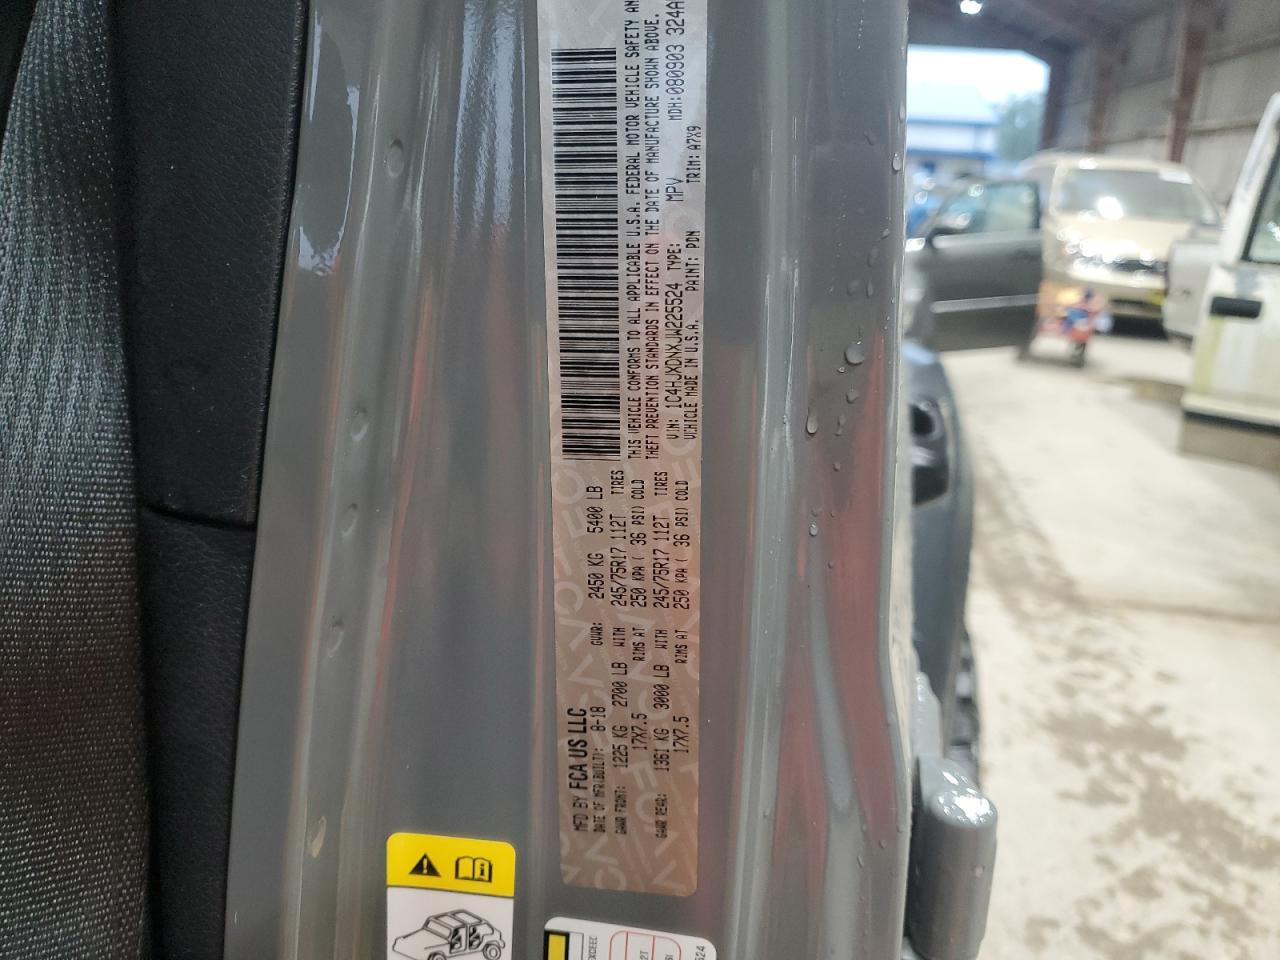 MFD BY FCA US LLC
DATE OF MFR(BUILT): 8-18 GVWR: 2450 KG 5400 LB
GAWR FRONT: 1225 KG 2700 LB WITH 245/75R17 112T TIRES
17X7.5 RIMS AT 250 KPA ( 36 PSI) COLD
GAWR REAR: 1361 KG 3000 LB WITH 245/75R17 112T TIRES
17X7.5 RIMS AT 250 KPA ( 36 PSI) COLD
THIS VEHICLE CONFORMS TO ALL APPLICABLE U.S.A. FEDERAL MOTOR VEHICLE SAFETY AN
THEFT PREVENTION STANDARDS IN EFFECT ON THE DATE OF MANUFACTURE SHOWN ABOVE.
VIN: 1C4HJXDNXJW225524 TYPE: MPV MDH:080903 324A
VEHICLE MADE IN U.S.A. PAINT: PDN TRIM: A7X9